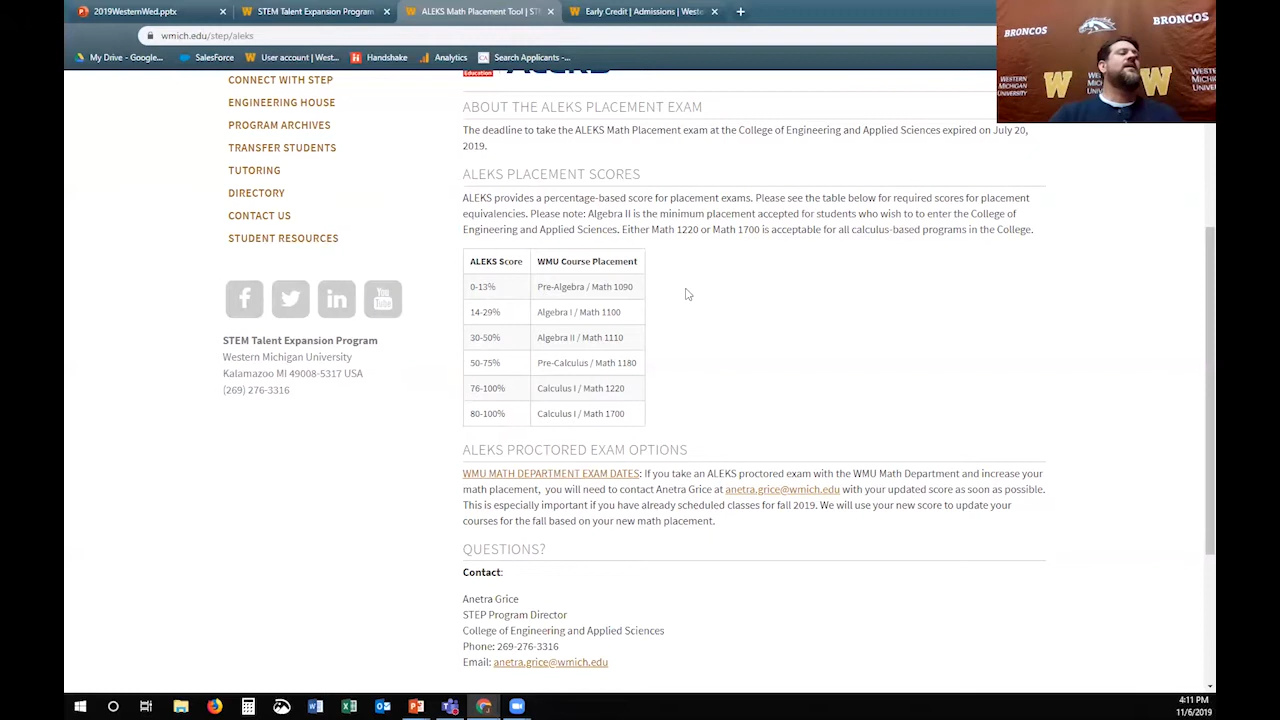 2019WesternWed.pptx
STEM Talent Expansion Program
ALEKS Math Placement Tool | STE
Early Credit | Admissions | Weste
wmich.edu/step/aleks
My Drive - Google...
SalesForce
User account | West...
Handshake
Analytics
Search Applicants -...
BRONCOS
BRONCOS
WESTERN
MICHIGAN
UNIVERSITY
CONNECT WITH STEP
ENGINEERING HOUSE
PROGRAM ARCHIVES
TRANSFER STUDENTS
TUTORING
DIRECTORY
CONTACT US
STUDENT RESOURCES
You
Tube
STEM Talent Expansion Program
Western Michigan University
Kalamazoo MI 49008-5317 USA
(269) 276-3316
Education
ABOUT THE ALEKS PLACEMENT EXAM
The deadline to take the ALEKS Math Placement exam at the College of Engineering and Applied Sciences expired on July 20,
2019.
ALEKS PLACEMENT SCORES
ALEKS provides a percentage-based score for placement exams. Please see the table below for required scores for placement
equivalencies. Please note: Algebra II is the minimum placement accepted for students who wish to to enter the College of
Engineering and Applied Sciences. Either Math 1220 or Math 1700 is acceptable for all calculus-based programs in the College.
ALEKS Score WMU Course Placement
0-13% Pre-Algebra / Math 1090
14-29% Algebra I / Math 1100
30-50% Algebra II / Math 1110
50-75% Pre-Calculus / Math 1180
76-100% Calculus I / Math 1220
80-100% Calculus I / Math 1700
ALEKS PROCTORED EXAM OPTIONS
WMU MATH DEPARTMENT EXAM DATES: If you take an ALEKS proctored exam with the WMU Math Department and increase your
math placement, you will need to contact Anetra Grice at anetra.grice@wmich.edu with your updated score as soon as possible.
This is especially important if you have already scheduled classes for fall 2019. We will use your new score to update your
courses for the fall based on your new math placement.
QUESTIONS?
Contact:
Anetra Grice
STEP Program Director
College of Engineering and Applied Sciences
Phone: 269-276-3316
Email: anetra.grice@wmich.edu
4:11 PM
11/6/2019